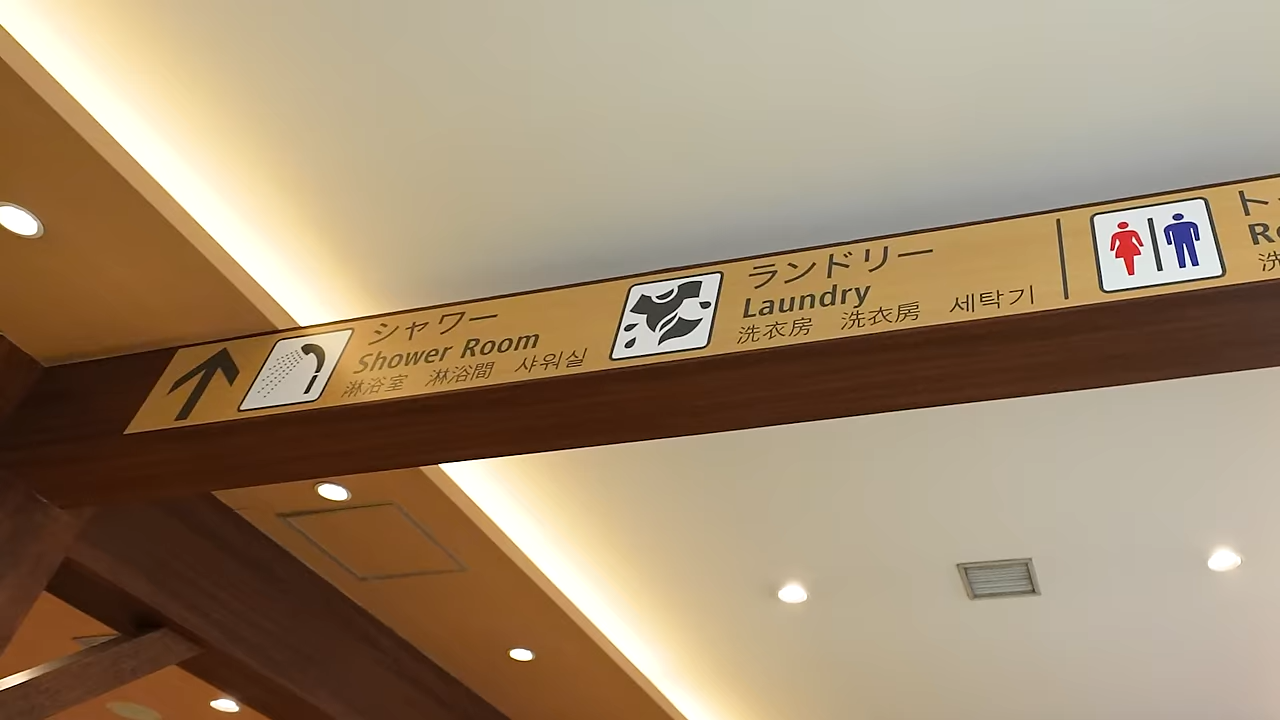 シャワー
Shower Room
淋浴室 淋浴間 샤워실
ランドリー
Laundry
洗衣房 洗衣房 세탁기